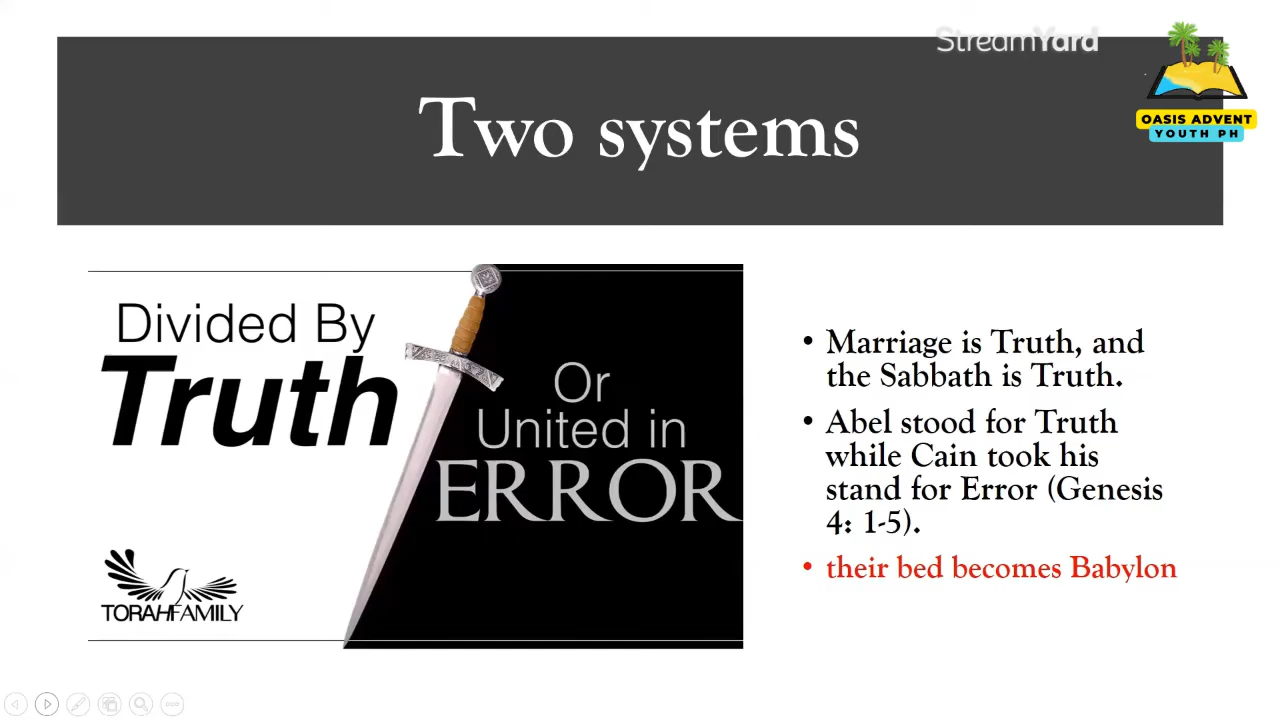 StreamYard
OASIS ADVENT
YOUTH PH
Two systems
Divided By
Truth
Or
United in
ERROR
TORAHFAMILY
• Marriage is Truth, and
the Sabbath is Truth.
• Abel stood for Truth
while Cain took his
stand for Error (Genesis
4: 1-5).
• their bed becomes Babylon